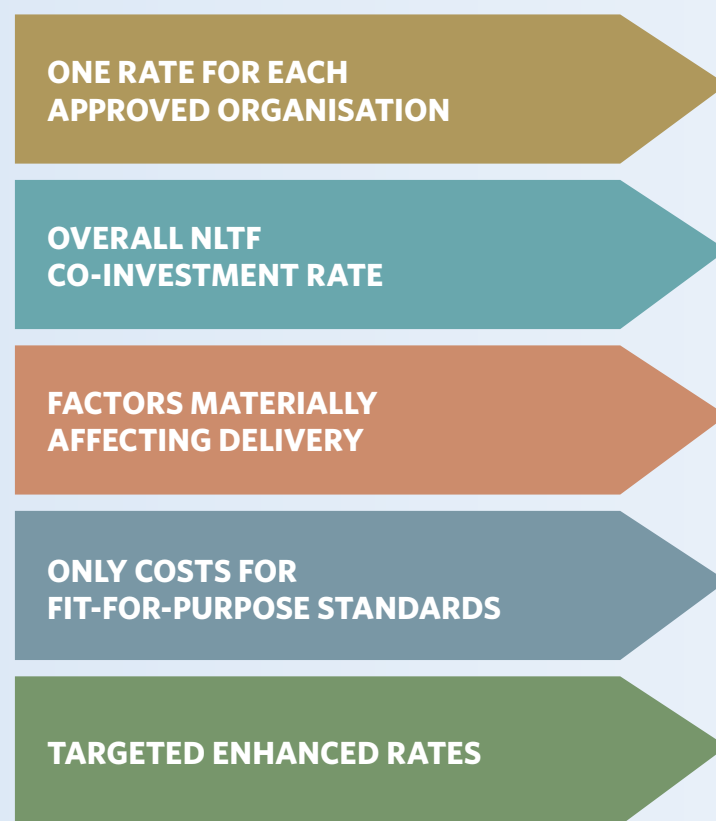 ONE RATE FOR EACH
APPROVED ORGANISATION
OVERALL NLTF
CO-INVESTMENT RATE
FACTORS MATERIALLY
AFFECTING DELIVERY
ONLY COSTS FOR
FIT-FOR-PURPOSE STANDARDS
TARGETED ENHANCED RATES